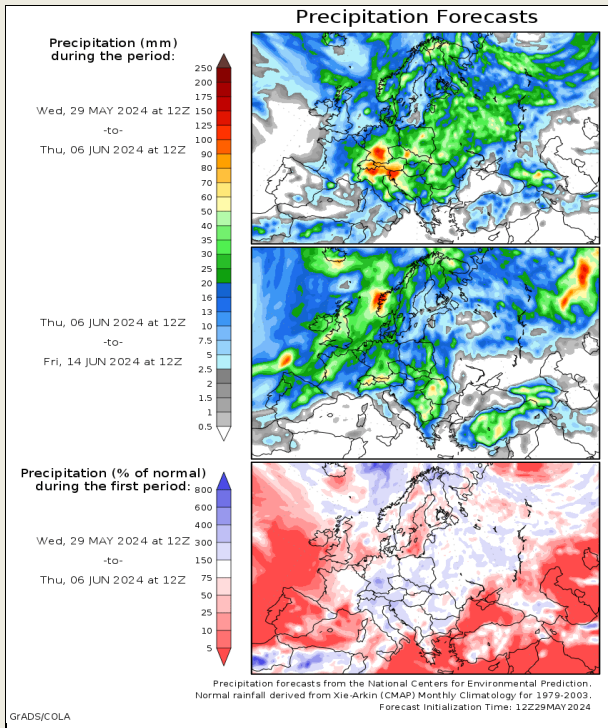 Precipitation Forecasts
Precipitation (mm)
during the period:
Wed, 29 MAY 2024 at 12Z
-to-
Thu, 06 JUN 2024 at 12Z
250
200
175
150
125
100
90
80
70
60
50
40
35
30
25
20
16
13
10
7.5
5
2.5
2
1.5
1
0.5
Thu, 06 JUN 2024 at 12Z
-to-
Fri, 14 JUN 2024 at 12Z
Precipitation (% of normal)
during the first period:
Wed, 29 MAY 2024 at 12Z
-to-
Thu, 06 JUN 2024 at 12Z
800
600
400
300
150
75
50
25
10
5
Precipitation forecasts from the National Centers for Environmental Prediction.
Normal rainfall derived from Xie-Arkin (CMAP) Monthly Climatology for 1979-2003.
Forecast Initialization Time: 12Z29MAY2024
GrADS/COLA